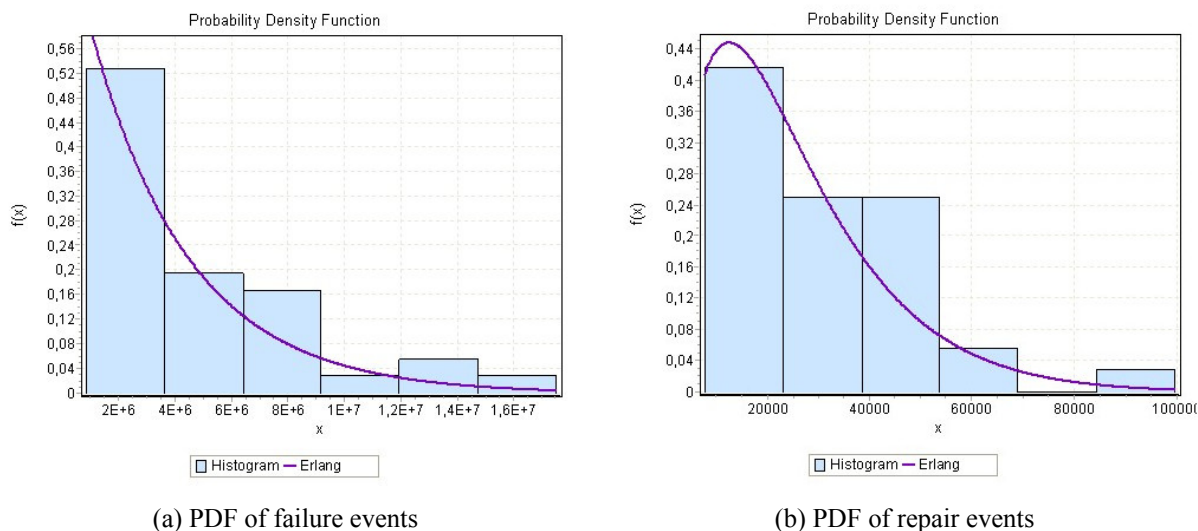 Probability Density Function
0,56
0,52
0,48
0,44
0,4
0,36
0,32
0,28
0,24
0,2
0,16
0,12
0,08
0,04
0
f(x)
2E+6 4E+6 6E+6 8E+6 1E+7 1,2E+7 1,4E+7 1,6E+7
x
Histogram Erlang
(a) PDF of failure events
Probability Density Function
0,44
0,4
0,36
0,32
0,28
0,24
0,2
0,16
0,12
0,08
0,04
0
f(x)
20000 40000 60000 80000 100000
x
Histogram Erlang
(b) PDF of repair events